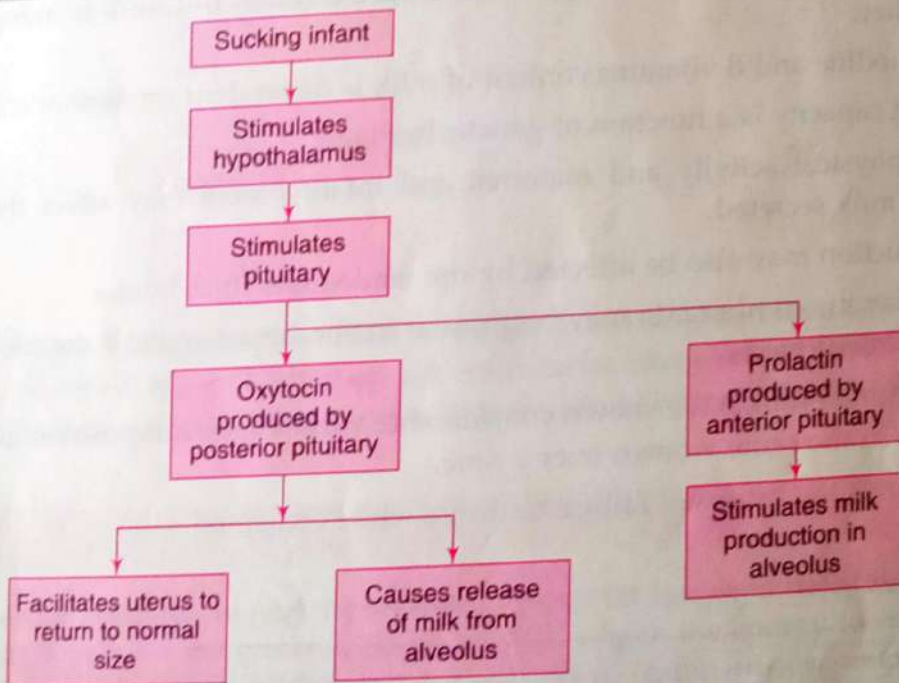 Sucking infant
Stimulates
hypothalamus
Stimulates
pituitary
Oxytocin
produced by
posterior pituitary
Prolactin
produced by
anterior pituitary
Stimulates milk
production in
alveolus
Facilitates uterus to
return to normal
size
Causes release
of milk from
alveolus